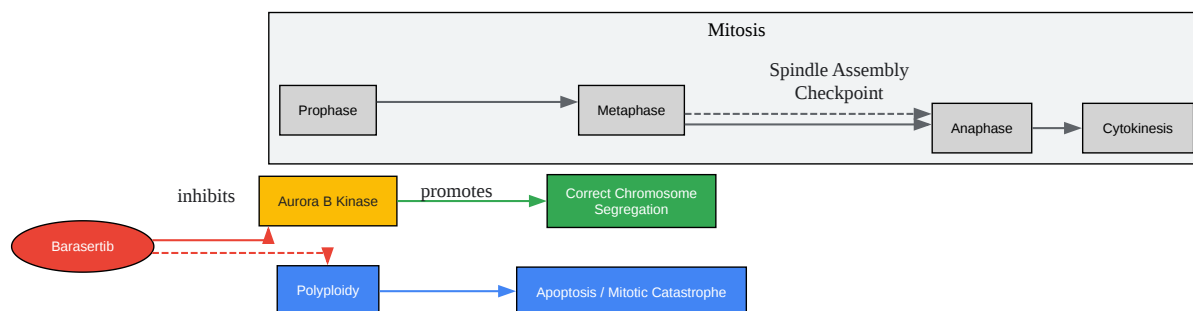 Mitosis
Spindle Assembly
Checkpoint
Prophase
Metaphase
Anaphase
Cytokinesis
inhibits
Aurora B Kinase
promotes
Correct Chromosome
Segregation
Barasertib
Polyploidy
Apoptosis / Mitotic Catastrophe